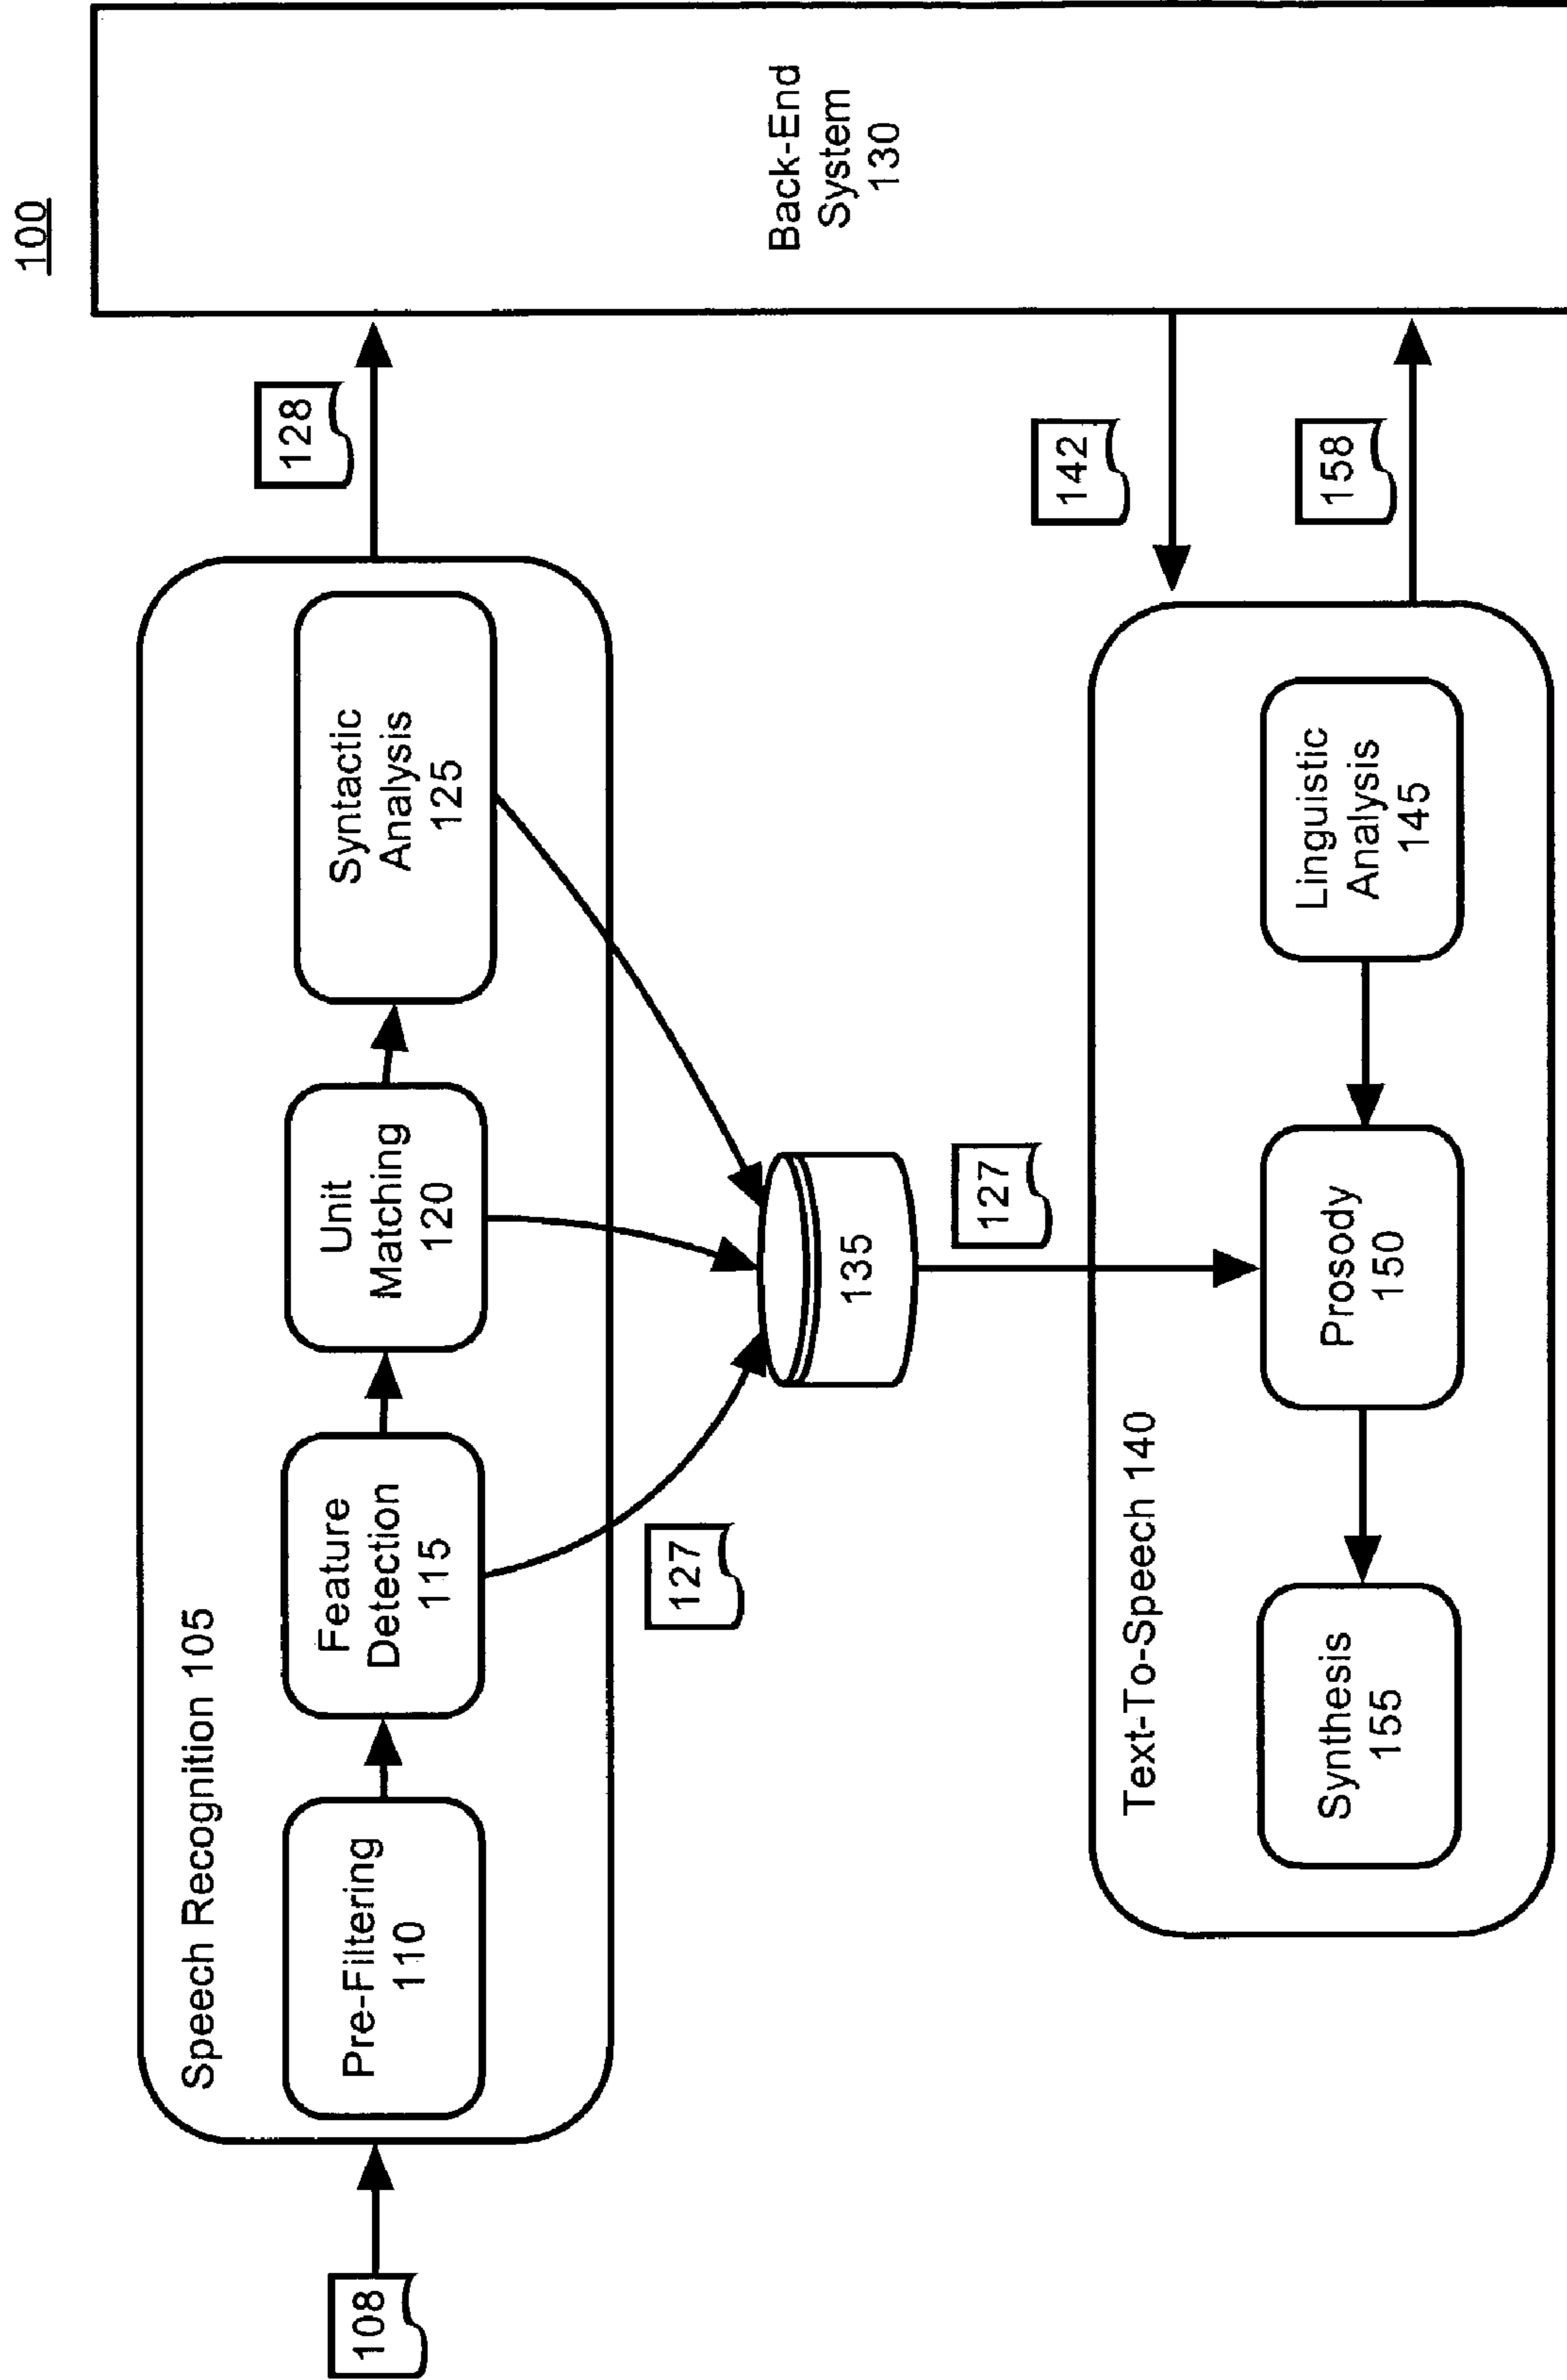 100
Speech Recognition 105
108
Pre-Filtering
110
Feature
Detection
115
Unit
Matching
120
Syntactic
Analysis
125
128
Back-End
System
130
127
135
127
142
158
Text-To-Speech 140
Synthesis
155
Prosody
150
Linguistic
Analysis
145